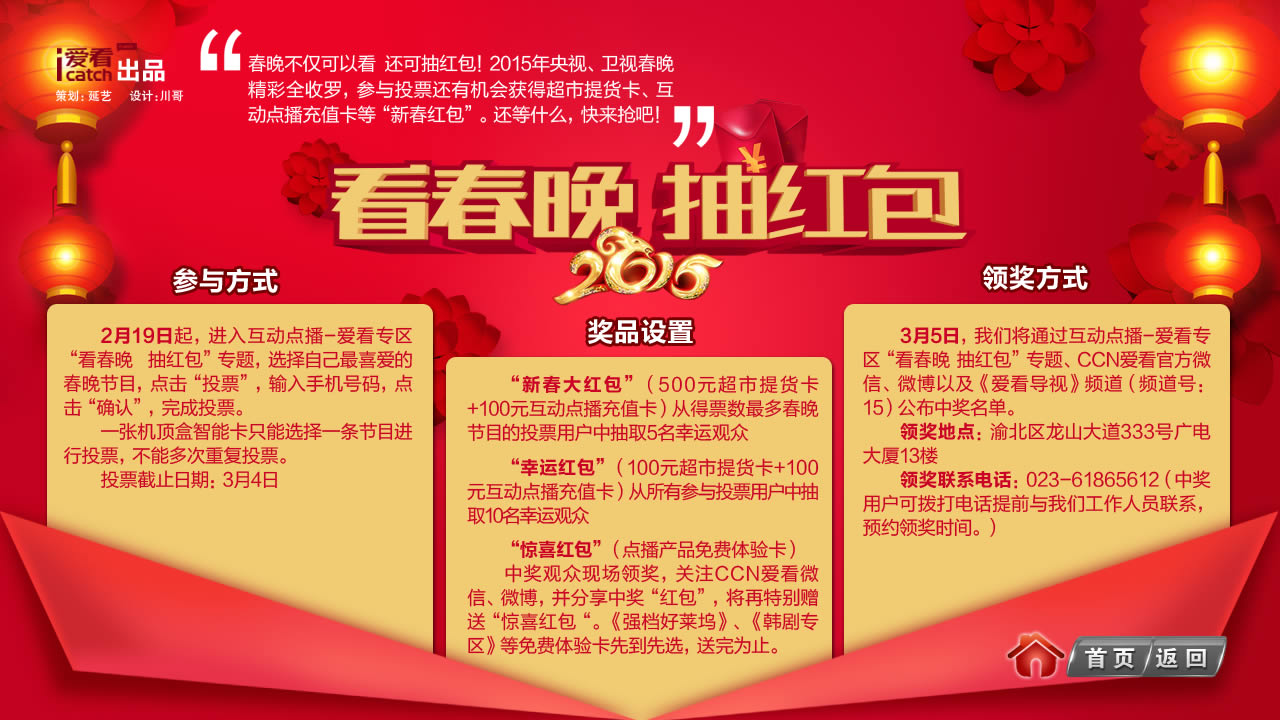 i爱看
catch 出品
策划：延艺 设计：川哥
“春晚不仅可以看 还可抽红包！2015年央视、卫视春晚
精彩全收罗，参与投票还有机会获得超市提货卡、互
动点播充值卡等“新春红包”。还等什么，快来抢吧！”
¥
看春晚 抽红包
2015
参与方式
2月19日起，进入互动点播-爱看专区
“看春晚 抽红包”专题，选择自己最喜爱的
春晚节目，点击“投票”，输入手机号码，点
击“确认”，完成投票。
一张机顶盒智能卡只能选择一条节目进
行投票，不能多次重复投票。
投票截止日期：3月4日
奖品设置
“新春大红包”（500元超市提货卡
+100元互动点播充值卡）从得票数最多春晚
节目的投票用户中抽取5名幸运观众
“幸运红包”（100元超市提货卡+100
元互动点播充值卡）从所有参与投票用户中抽
取10名幸运观众
“惊喜红包”（点播产品免费体验卡）
中奖观众现场领奖，关注CCN爱看微
信、微博，并分享中奖“红包”，将再特别赠
送“惊喜红包“。《强档好莱坞》、《韩剧专
区》等免费体验卡先到先选，送完为止。
领奖方式
3月5日，我们将通过互动点播-爱看专
区“看春晚 抽红包”专题、CCN爱看官方微
信、微博以及《爱看导视》频道（频道号：
15）公布中奖名单。
领奖地点：渝北区龙山大道333号广电
大厦13楼
领奖联系电话：023-61865612（中奖
用户可拨打电话提前与我们工作人员联系，
预约领奖时间。）
首页 返回